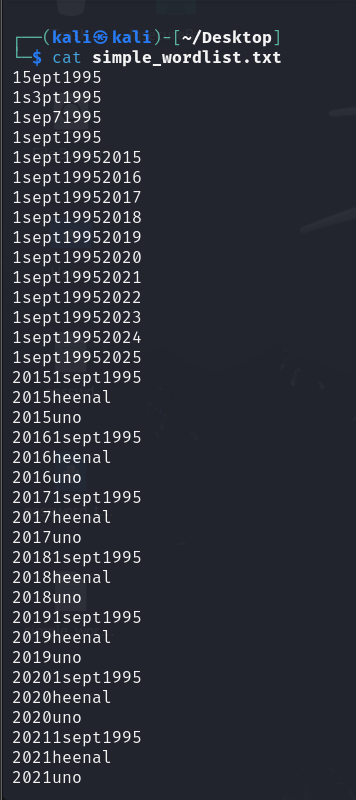 ┌──(kali㉿kali)-[~/Desktop]
└─$ cat simple_wordlist.txt
15ept1995
1s3pt1995
1sep71995
1sept1995
1sept19952015
1sept19952016
1sept19952017
1sept19952018
1sept19952019
1sept19952020
1sept19952021
1sept19952022
1sept19952023
1sept19952024
1sept19952025
20151sept1995
2015heenal
2015uno
20161sept1995
2016heenal
2016uno
20171sept1995
2017heenal
2017uno
20181sept1995
2018heenal
2018uno
20191sept1995
2019heenal
2019uno
20201sept1995
2020heenal
2020uno
20211sept1995
2021heenal
2021uno